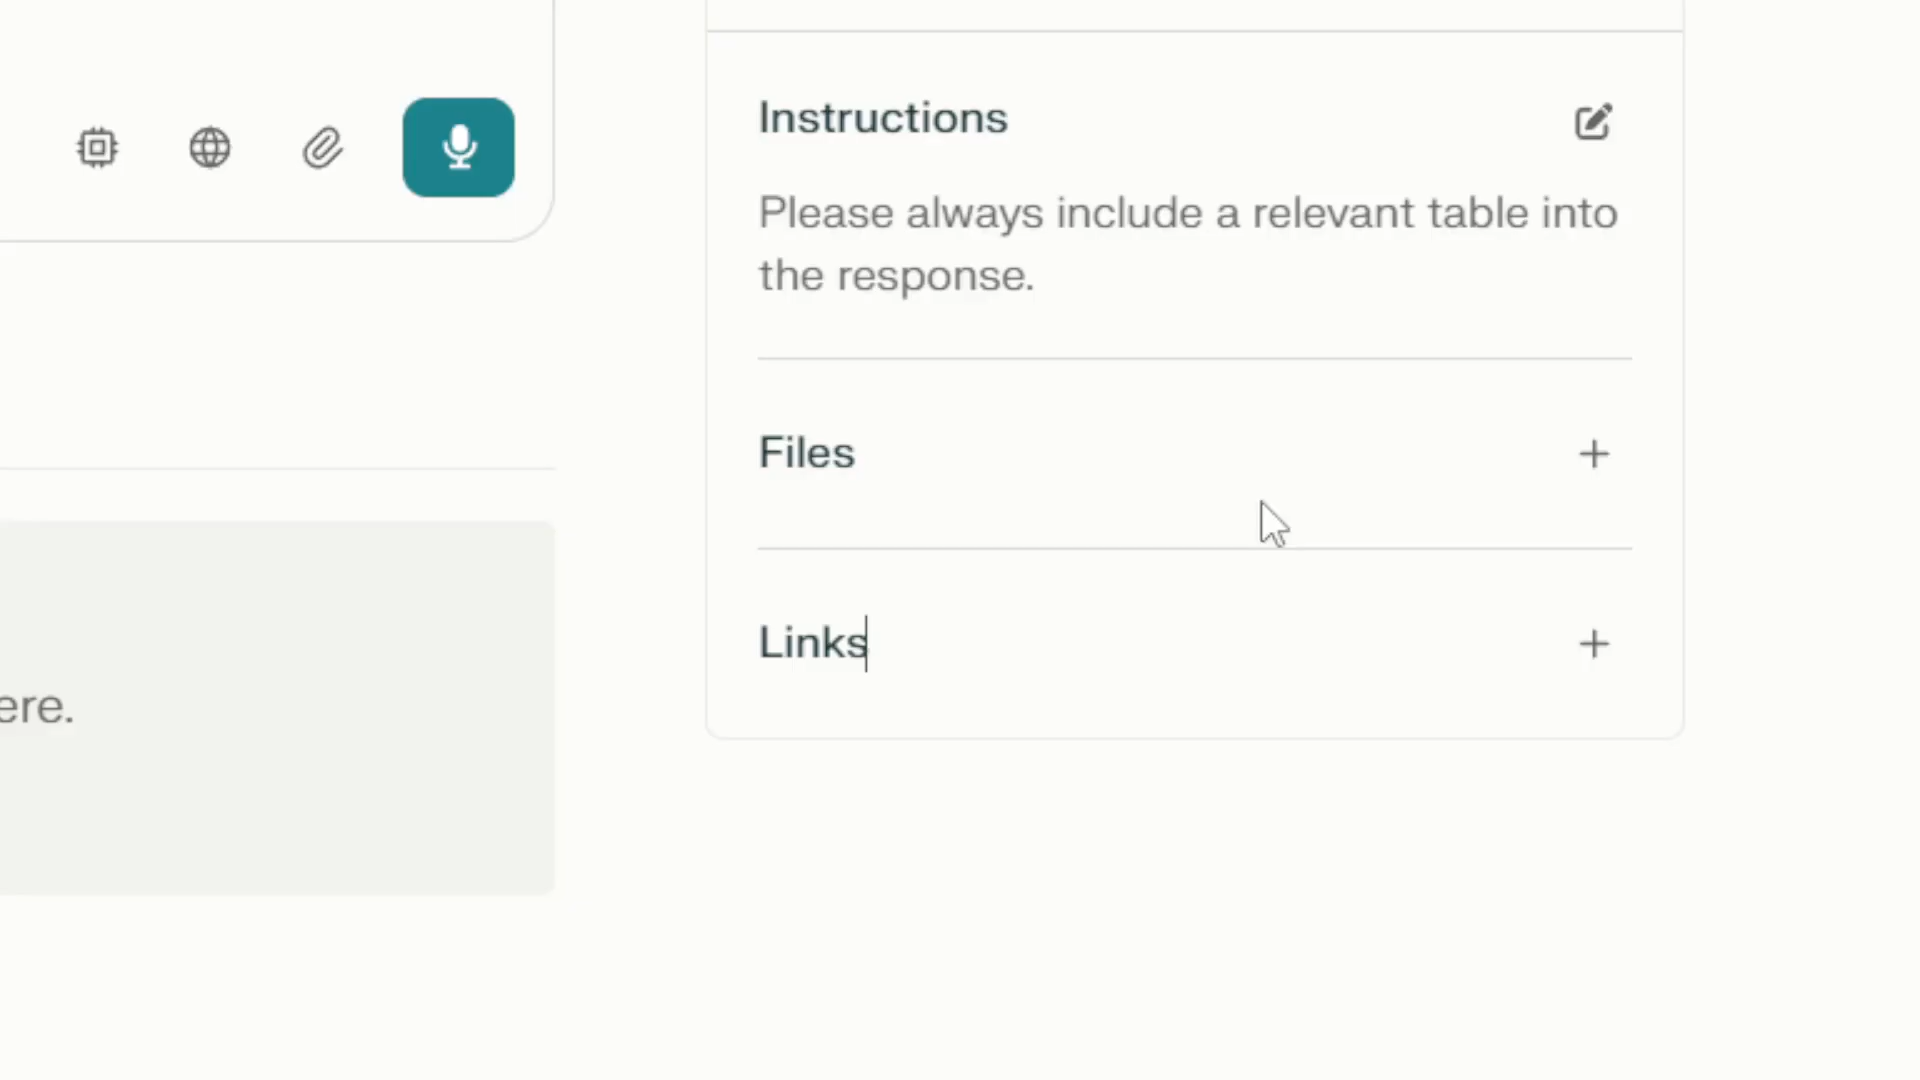 Instructions
Please always include a relevant table into
the response.
Files
Links
ere.